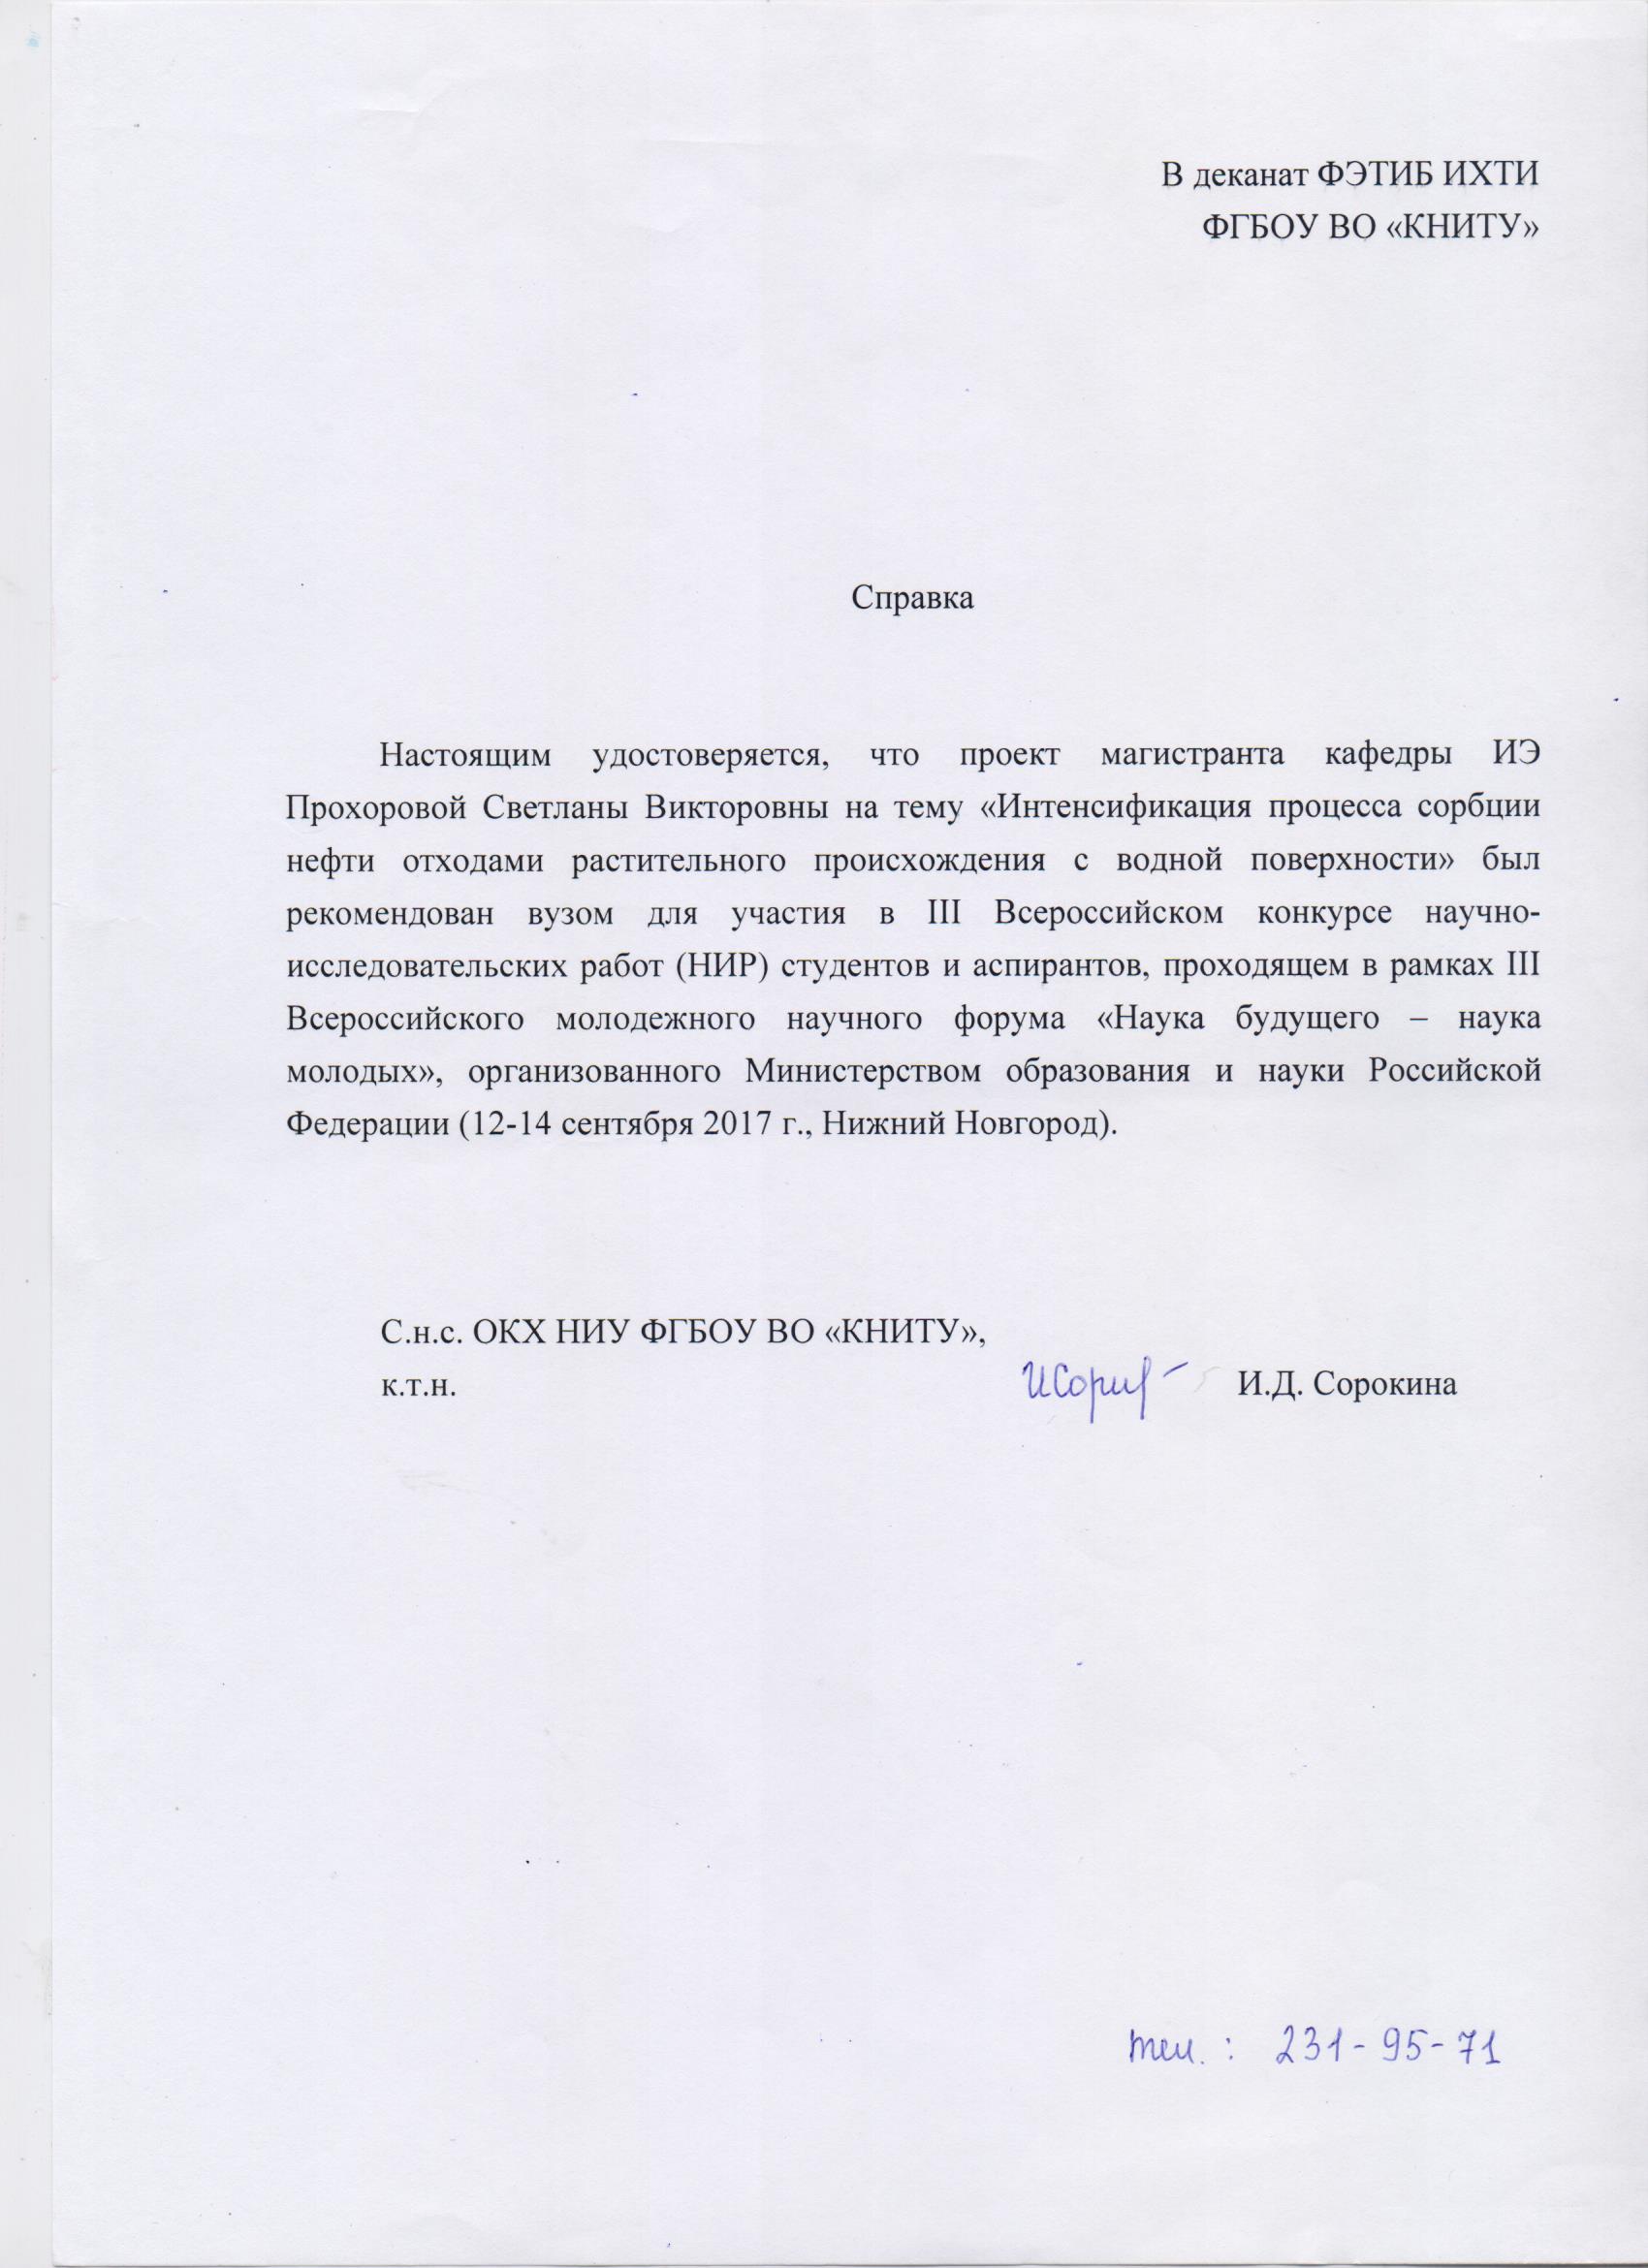 В деканат ФЭТИБ ИХТИ
ФГБОУ ВО «КНИТУ»
Справка
Настоящим удостоверяется, что проект магистранта кафедры ИЭ
Прохоровой Светланы Викторовны на тему «Интенсификация процесса сорбции
нефти отходами растительного происхождения с водной поверхности» был
рекомендован вузом для участия в III Всероссийском конкурсе научно-
исследовательских работ (НИР) студентов и аспирантов, проходящем в рамках III
Всероссийского молодежного научного форума «Наука будущего – наука
молодых», организованного Министерством образования и науки Российской
Федерации (12-14 сентября 2017 г., Нижний Новгород).
С.н.с. ОКХ НИУ ФГБОУ ВО «КНИТУ»,
к.т.н. И.Д. Сорокина
тел. : 231-95-71